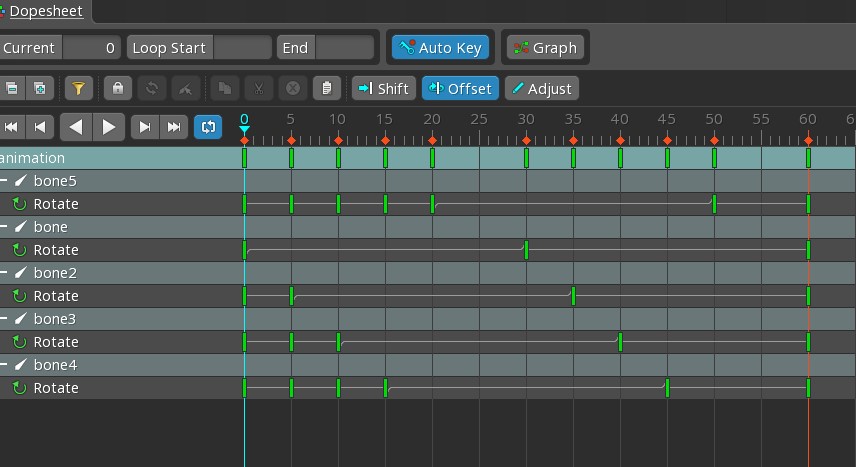 Dopesheet
Current 0 Loop Start End Auto Key Graph
Shift Offset Adjust
0 5 10 15 20 25 30 35 40 45 50 55 60
animation
bone5
Rotate
bone
Rotate
bone2
Rotate
bone3
Rotate
bone4
Rotate